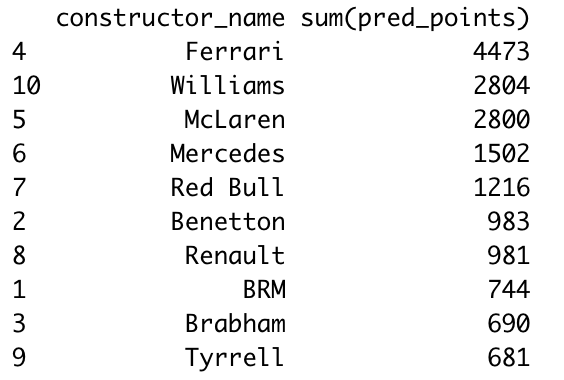 constructor_name sum(pred_points)
4 Ferrari 4473
10 Williams 2804
5 McLaren 2800
6 Mercedes 1502
7 Red Bull 1216
2 Benetton 983
8 Renault 981
1 BRM 744
3 Brabham 690
9 Tyrrell 681